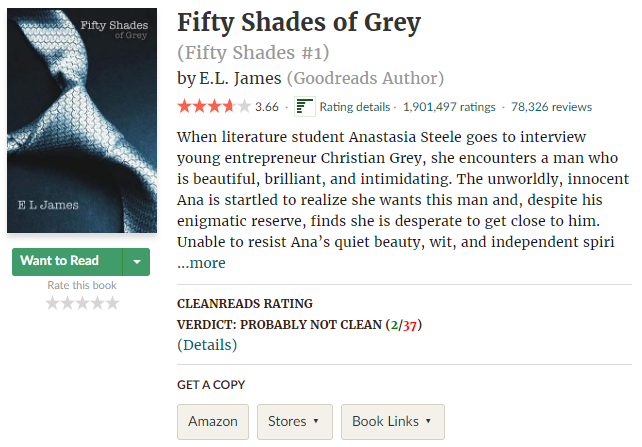 Fifty Shades
of Grey
E L James
Want to Read
Rate this book
Fifty Shades of Grey
(Fifty Shades #1)
by E.L. James (Goodreads Author)
3.66 · Rating details · 1,901,497 ratings · 78,326 reviews
When literature student Anastasia Steele goes to interview
young entrepreneur Christian Grey, she encounters a man who
is beautiful, brilliant, and intimidating. The unworldly, innocent
Ana is startled to realize she wants this man and, despite his
enigmatic reserve, finds she is desperate to get close to him.
Unable to resist Ana’s quiet beauty, wit, and independent spiri
...more
CLEANREADS RATING
VERDICT: PROBABLY NOT CLEAN (2/37)
(Details)
GET A COPY
Amazon
Stores
Book Links